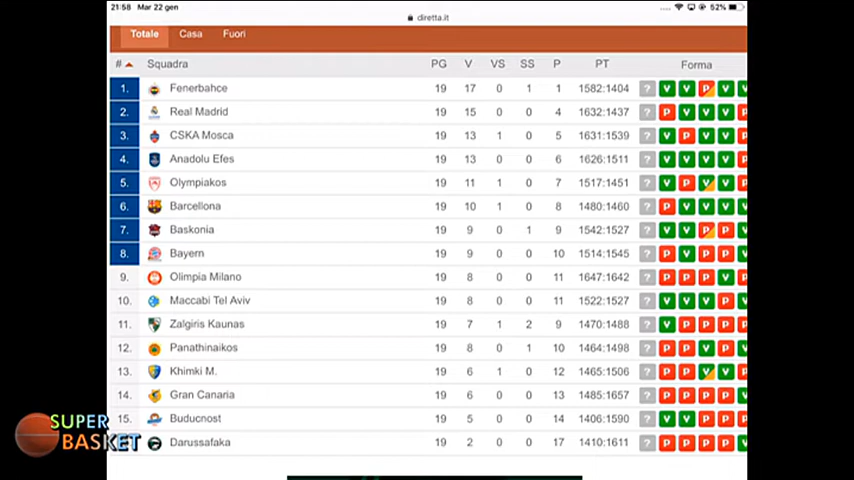 21:58 Mar 22 gen 52%
diretta.it
Totale Casa Fuori
# Squadra PG V VS SS P PT Forma
1. Fenerbahce 19 17 0 1 1 1582:1404 ? V V P V
2. Real Madrid 19 15 0 0 4 1632:1437 ? P V V P
3. CSKA Mosca 19 13 1 0 5 1631:1539 ? V P V V
4. Anadolu Efes 19 13 0 0 6 1626:1511 ? V V V V
5. Olympiakos 19 11 1 0 7 1517:1451 ? V P V V
6. Barcellona 19 10 1 0 8 1480:1460 ? P V V V
7. Baskonia 19 9 0 1 9 1542:1527 ? V V P P
8. Bayern 19 9 0 0 10 1514:1545 ? P V P V
9. Olimpia Milano 19 8 0 0 11 1647:1642 ? P P P V
10. Maccabi Tel Aviv 19 8 0 0 11 1522:1527 ? V V V P
11. Zalgiris Kaunas 19 7 1 2 9 1470:1488 ? V P P P
12. Panathinaikos 19 8 0 1 10 1464:1498 ? P P V P
13. Khimki M. 19 6 1 0 12 1465:1506 ? P P V V
14. Gran Canaria 19 6 0 0 13 1485:1657 ? P P P P
15. Buducnost 19 5 0 0 14 1406:1590 ? V V P P
Darussafaka 19 2 0 0 17 1410:1611 ? P P P P
SUPER
BASKET